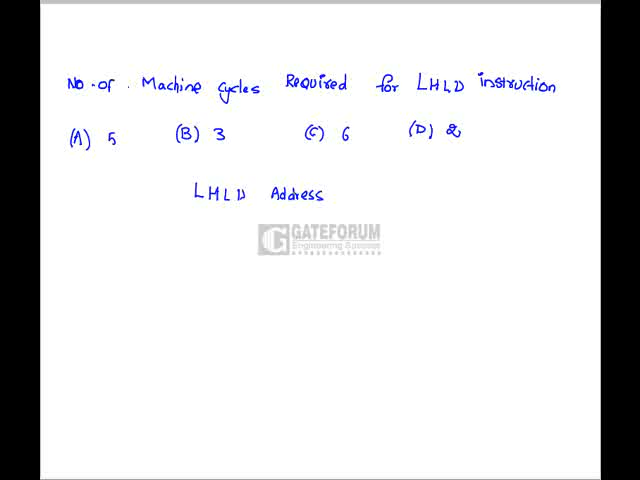 No. of. Machine Cycles Required for LHLD instruction
(A) 5 (B) 3 (C) 6 (D) 2
LHLD Address
GATEFORUM
Engineering Success